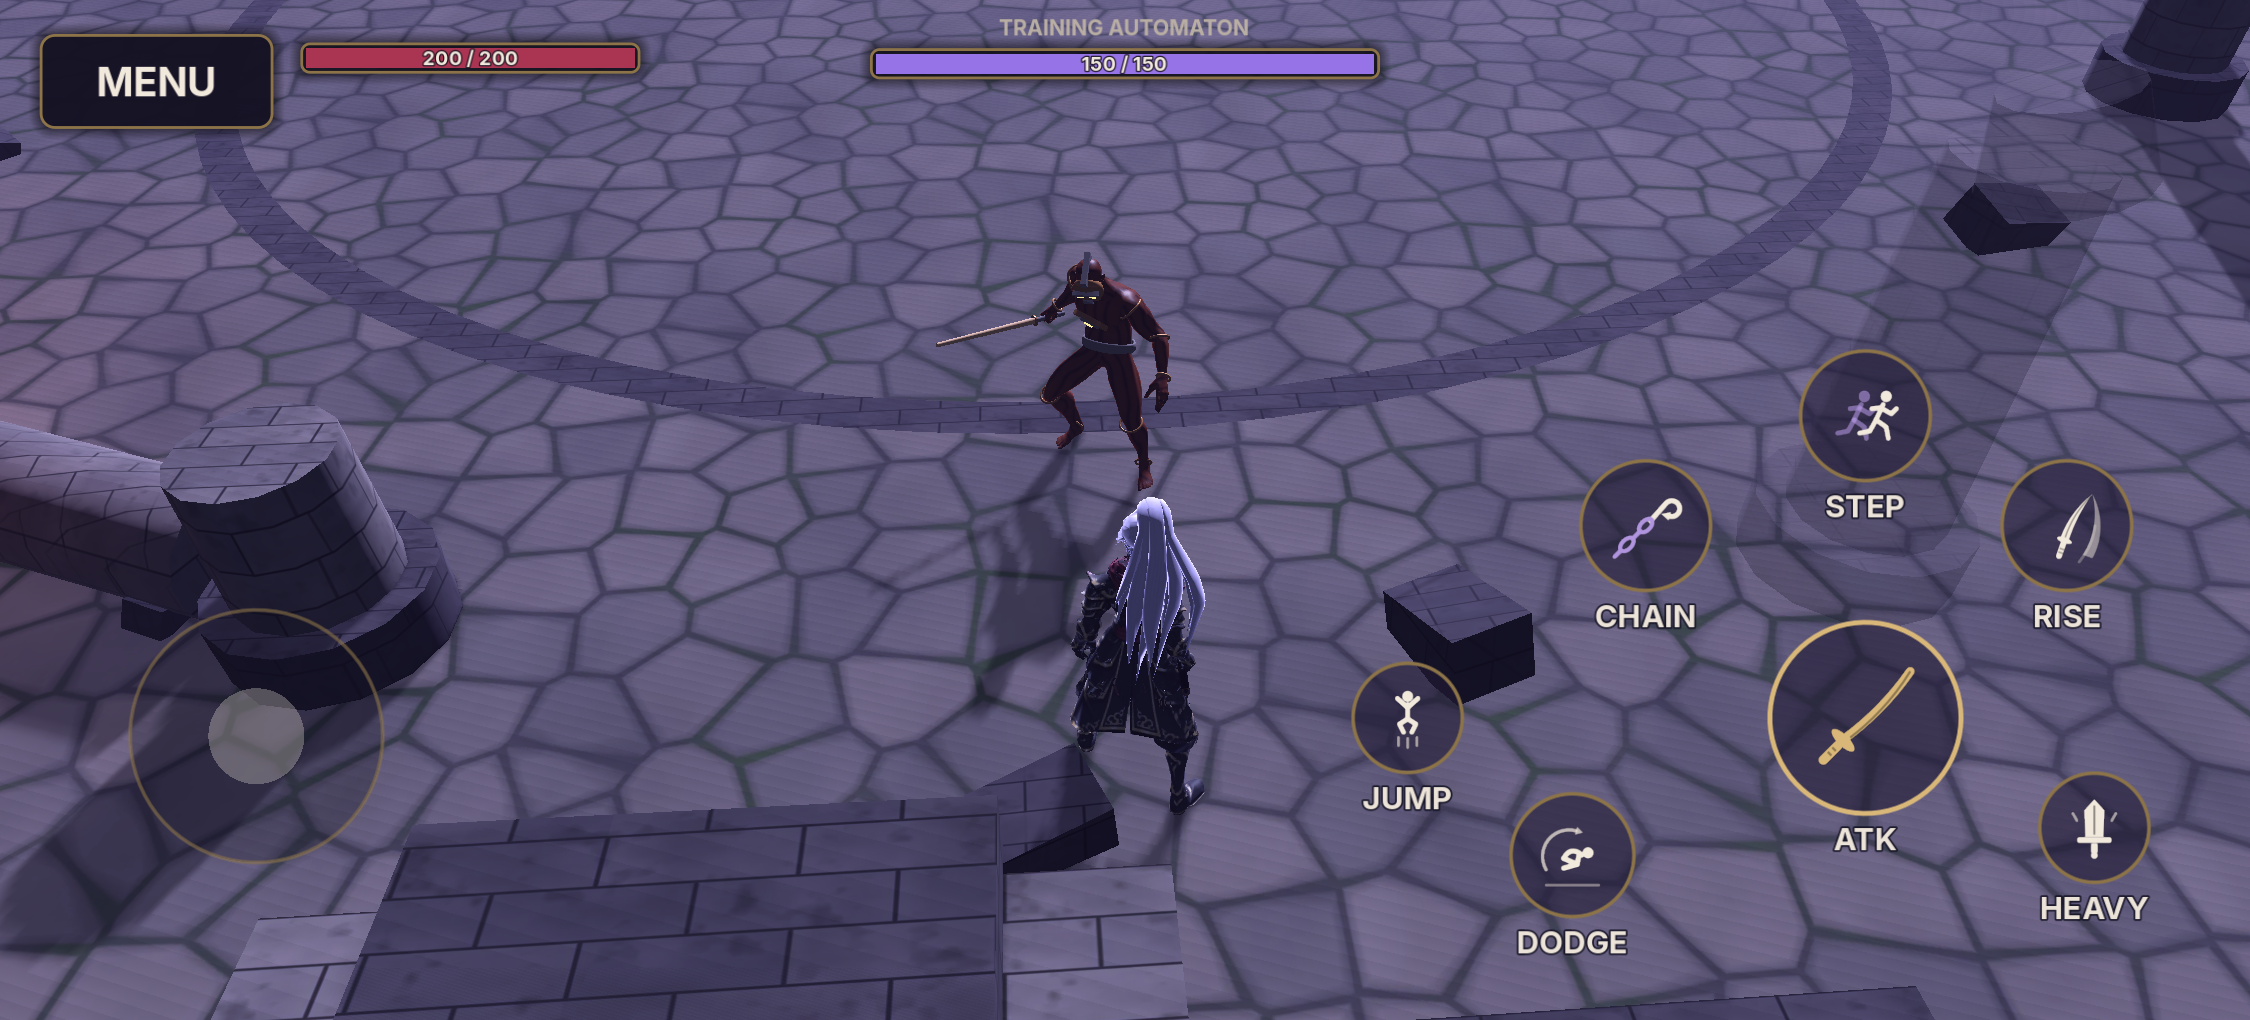 TRAINING AUTOMATON
MENU
200 / 200
150 / 150
STEP
CHAIN
RISE
JUMP
ATK
DODGE
HEAVY